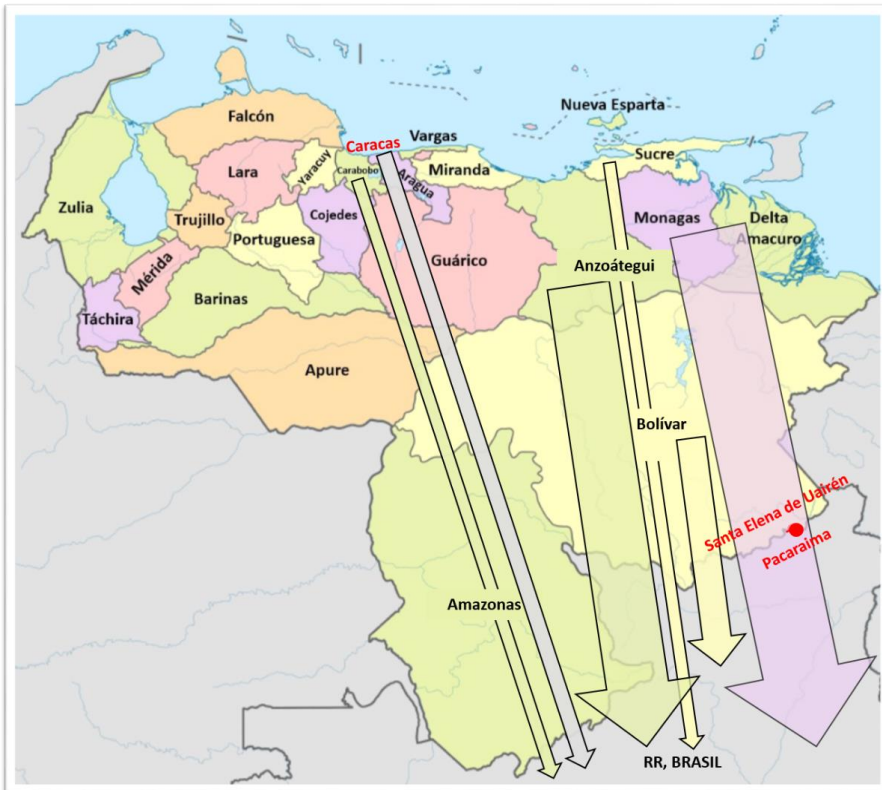 Nueva Esparta
Falcón
Caracas
Vargas
Sucre
Lara
Yaracuy
Carabobo
Aragua
Miranda
Zulia
Trujillo
Cojedes
Monagas
Delta
Amacuro
Portuguesa
Guárico
Anzoátegui
Mérida
Barinas
Táchira
Apure
Bolívar
Santa Elena de Uairén
Pacaraima
Amazonas
RR, BRASIL